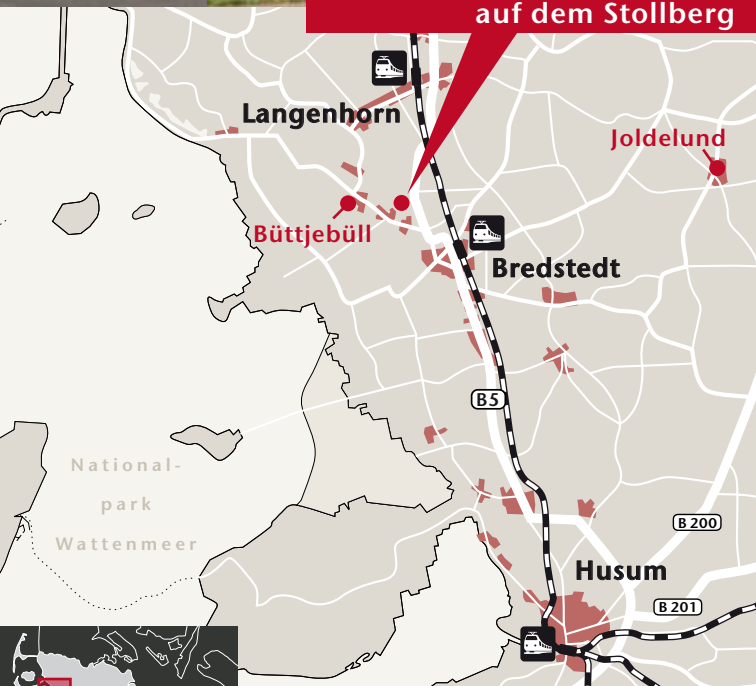 auf dem Stollberg
Langenhorn
Joldelund
Büttjebüll
Bredstedt
B5
National-
park
Wattenmeer
B 200
Husum
B 201